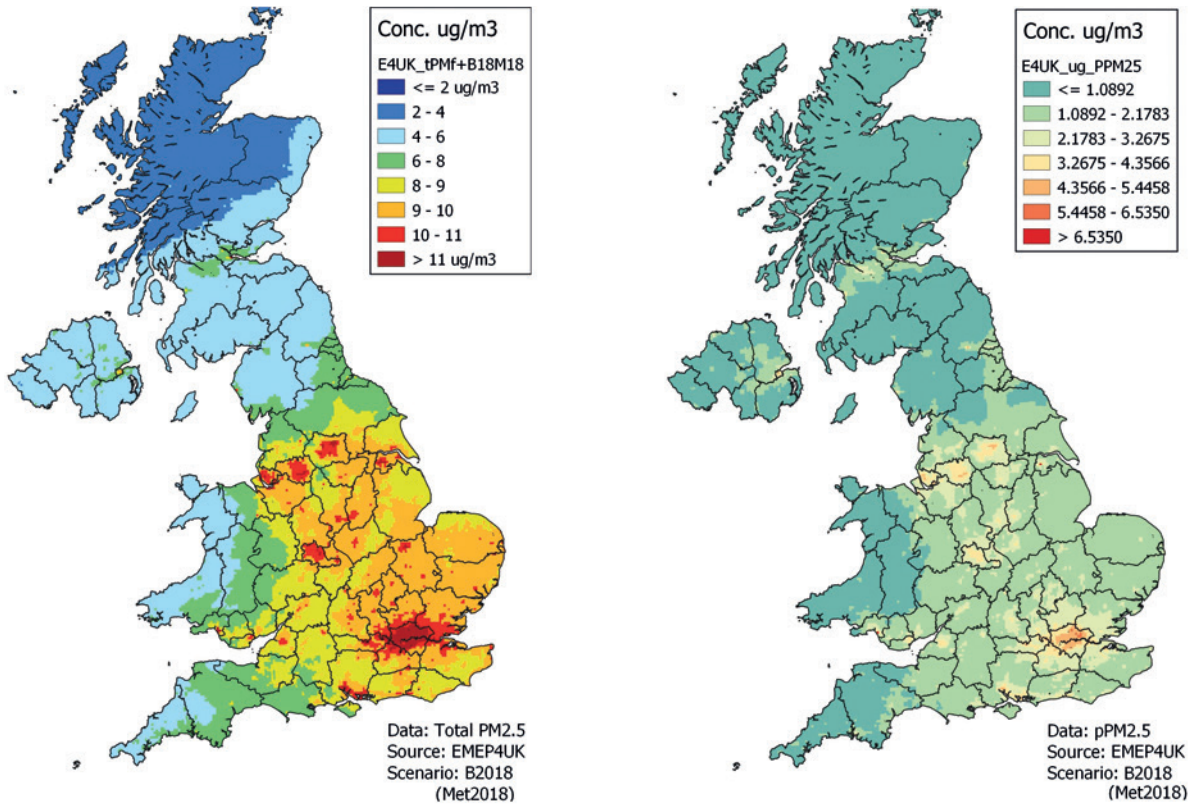 Conc. ug/m3
E4UK_tPMf+B18M18
<= 2 ug/m3
2 - 4
4 - 6
6 - 8
8 - 9
9 - 10
10 - 11
> 11 ug/m3
Data: Total PM2.5
Source: EMEP4UK
Scenario: B2018
(Met2018)
Conc. ug/m3
E4UK_ug_PPM25
<= 1.0892
1.0892 - 2.1783
2.1783 - 3.2675
3.2675 - 4.3566
4.3566 - 5.4458
5.4458 - 6.5350
> 6.5350
Data: pPM2.5
Source: EMEP4UK
Scenario: B2018
(Met2018)